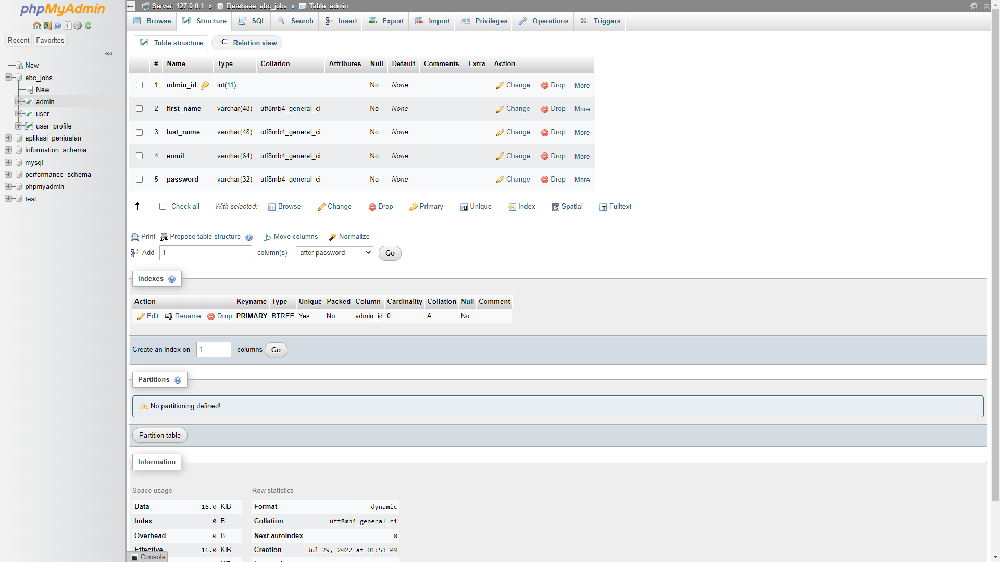 phpMyAdmin
Recent Favorites
New
abc_jobs
New
admin
user
user_profile
aplikasi_penjualan
information_schema
mysql
performance_schema
phpmyadmin
test
Server: 127.0.0.1 » Database: abc_jobs » Table: admin
Browse Structure SQL Search Insert Export Import Privileges Operations Triggers
Table structure Relation view
# Name Type Collation Attributes Null Default Comments Extra Action
1 admin_id int(11) No None Change Drop More
2 first_name varchar(48) utf8mb4_general_ci No None Change Drop More
3 last_name varchar(48) utf8mb4_general_ci No None Change Drop More
4 email varchar(64) utf8mb4_general_ci No None Change Drop More
5 password varchar(32) utf8mb4_general_ci No None Change Drop More
Check all With selected: Browse Change Drop Primary Unique Index Spatial Fulltext
Print Propose table structure Move columns Normalize
Add 1 column(s) after password Go
Indexes
Action Keyname Type Unique Packed Column Cardinality Collation Null Comment
Edit Rename Drop PRIMARY BTREE Yes No admin_id 0 A No
Create an index on 1 columns Go
Partitions
No partitioning defined!
Partition table
Information
Space usage Row statistics
Data 16.0 KiB Format dynamic
Index 0 B Collation utf8mb4_general_ci
Overhead 0 B Next autoindex 0
Effective 16.0 KiB Creation Jul 29, 2022 at 01:51 PM
Console